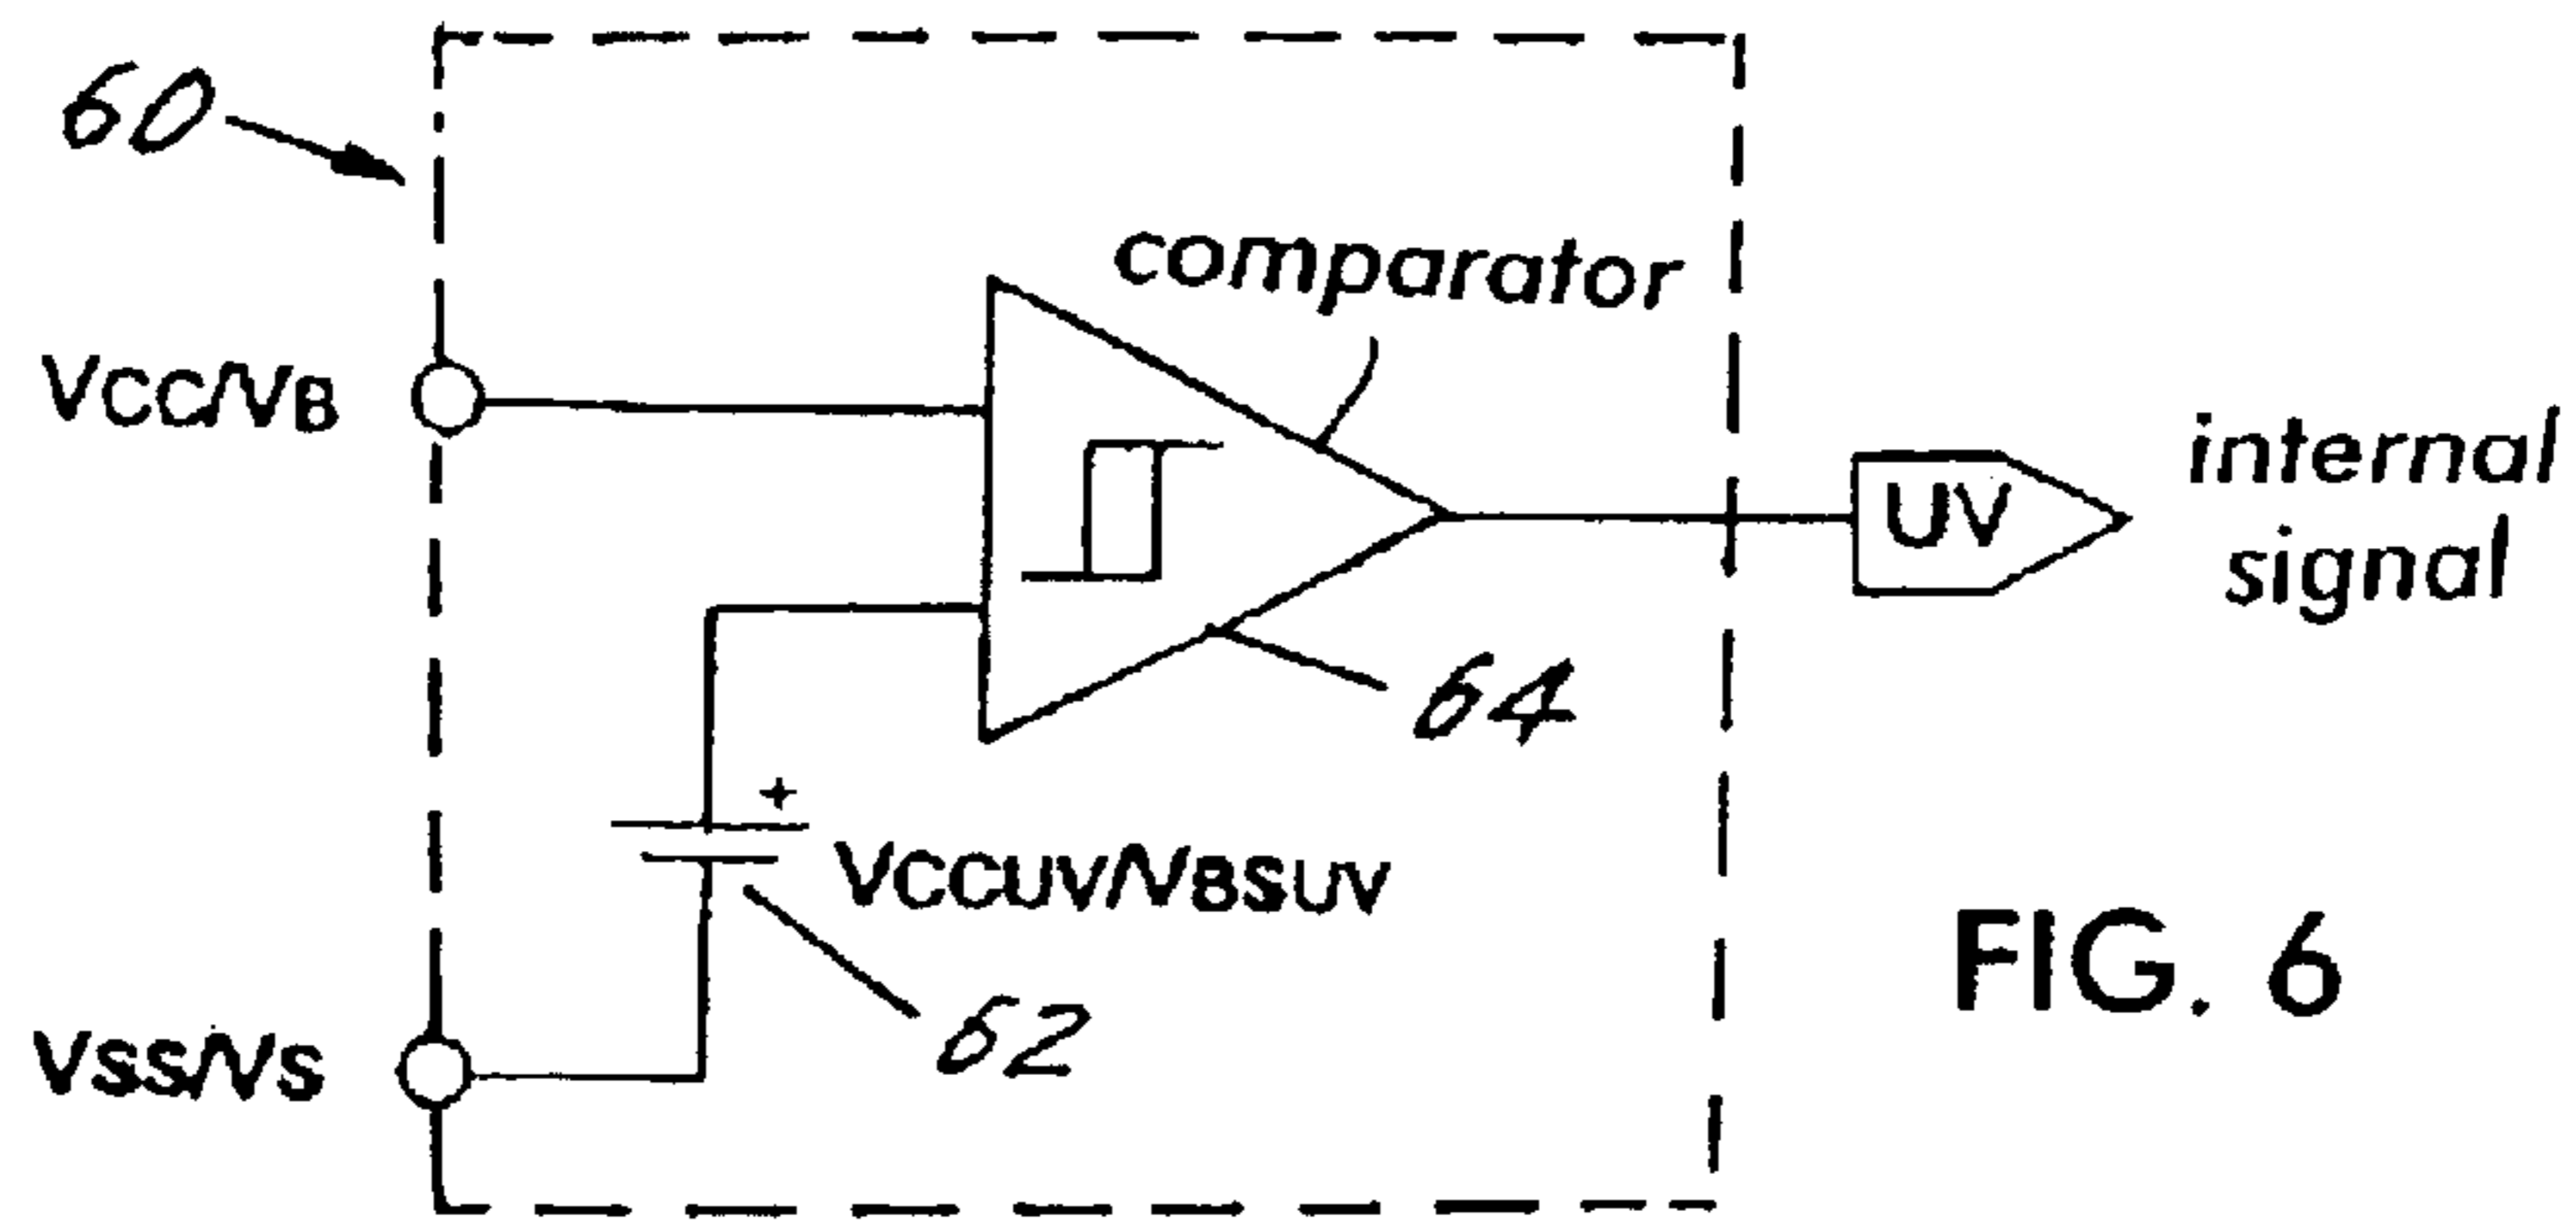 60
comparator
VCC/VB
internal
signal
UV
64
+
VCCUV/VBSUV
62
VSS/VS
FIG. 6